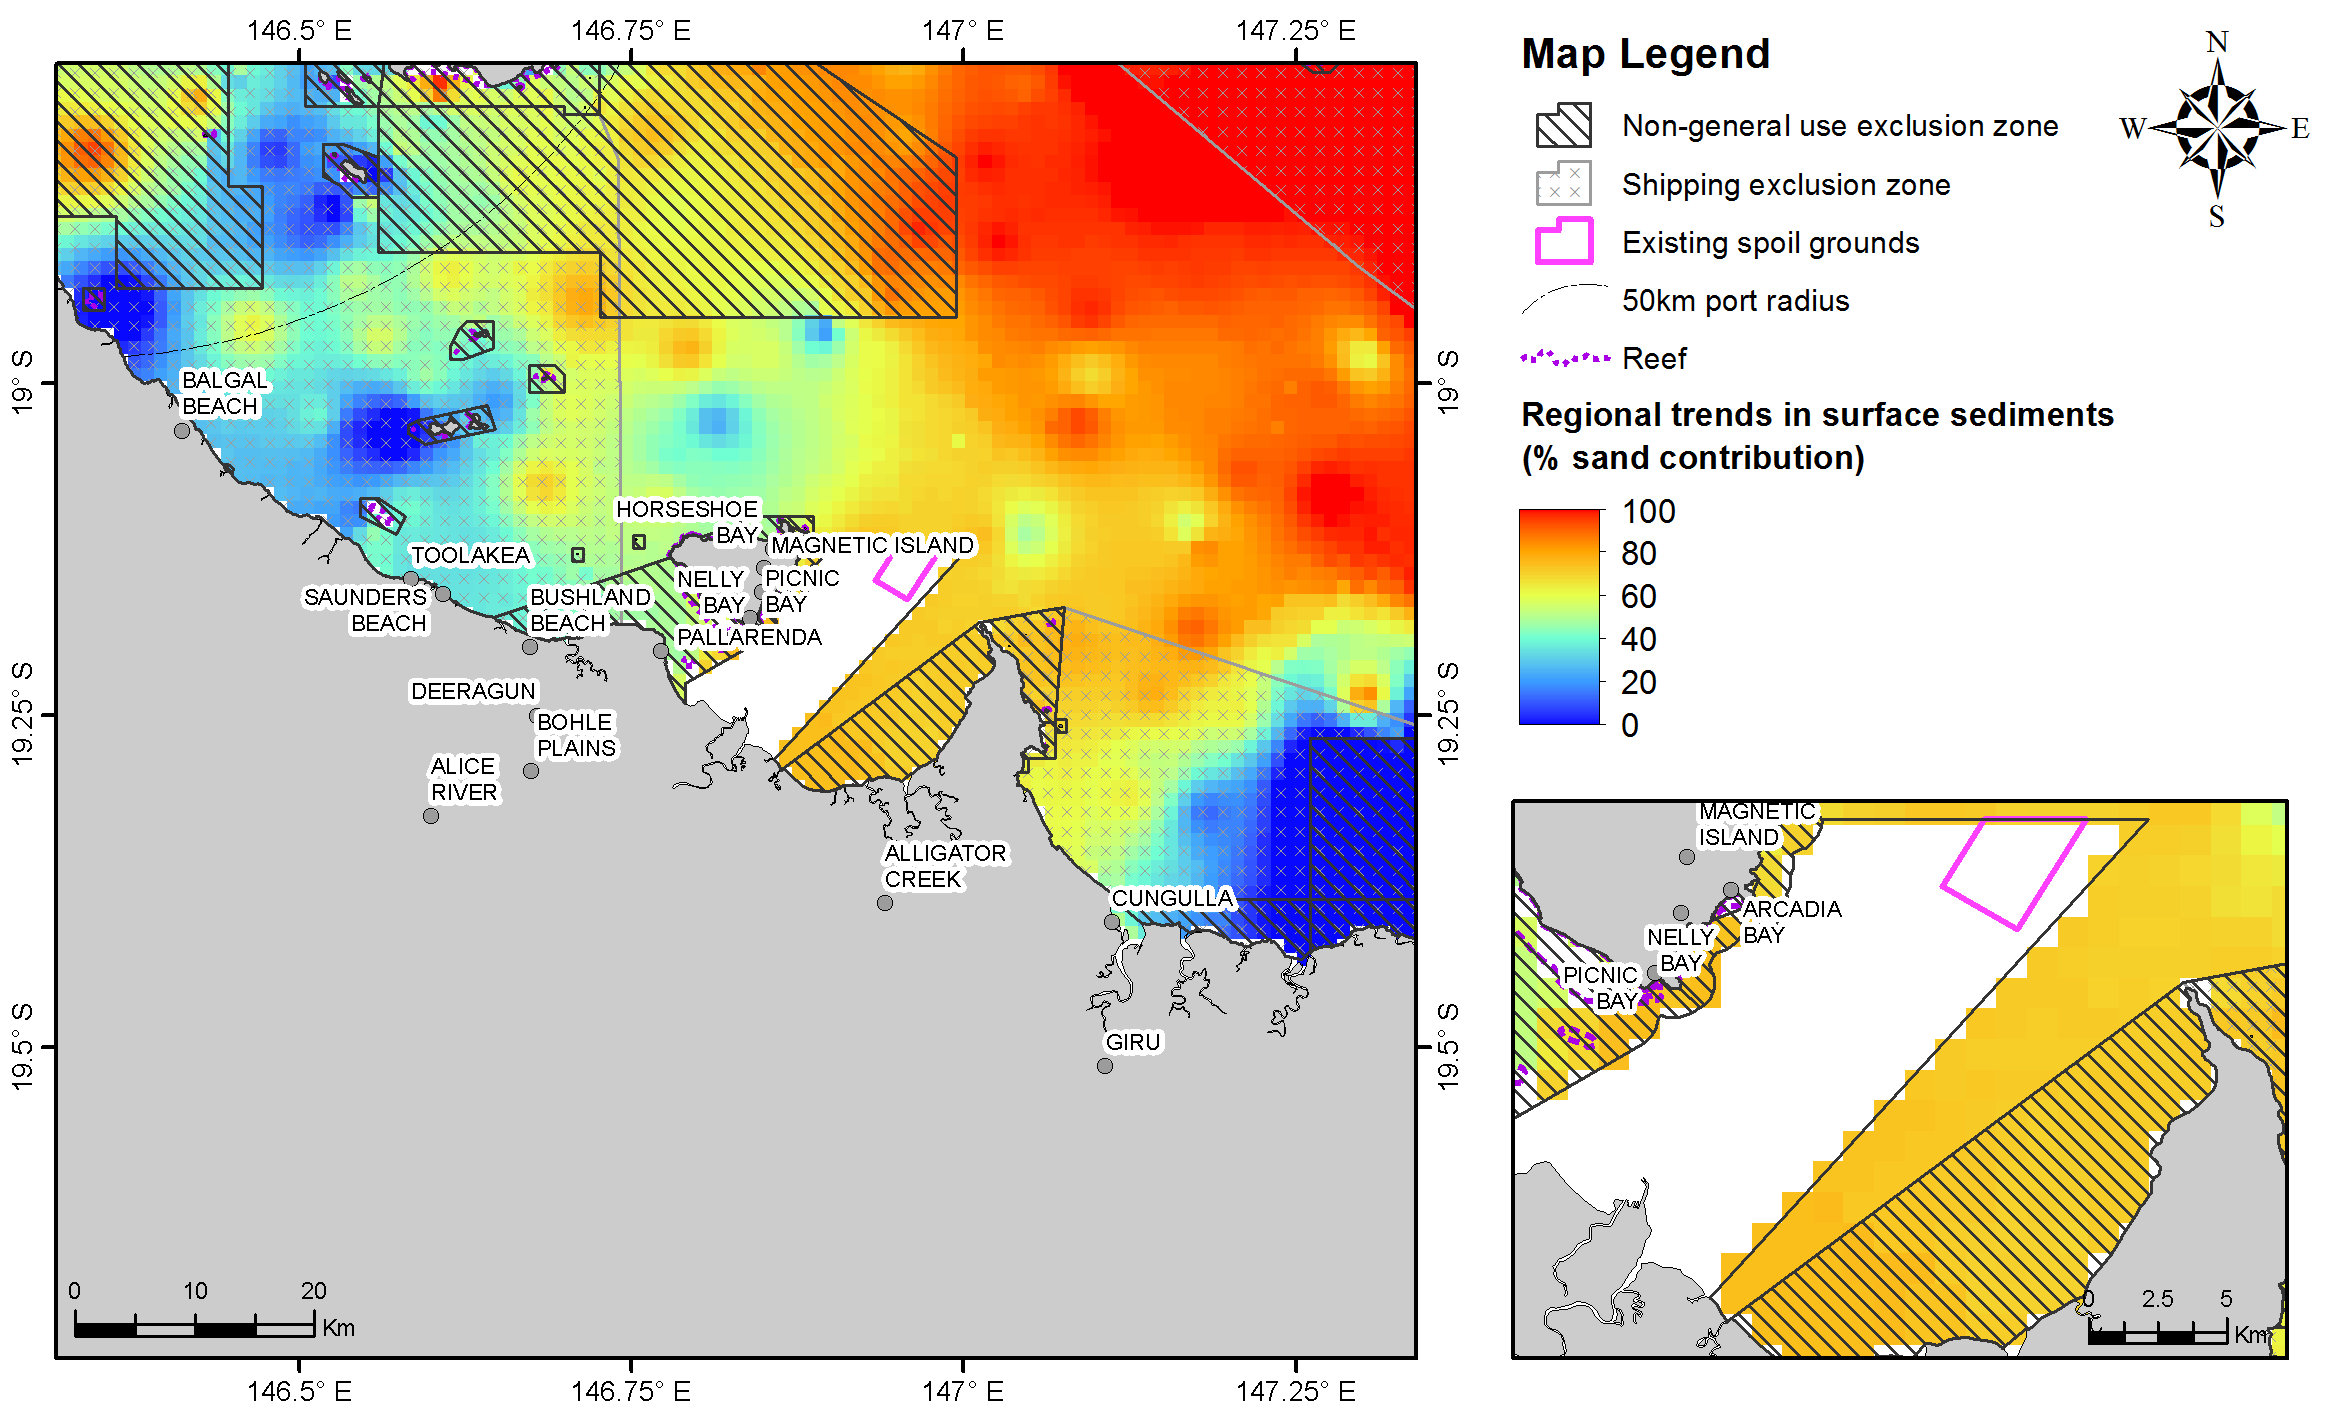 146.5° E
146.75° E
147° E
147.25° E
19° S
19.25° S
19.5° S
19° S
19.25° S
19.5° S
BALGAL
BEACH
HORSESHOE
BAY
MAGNETIC ISLAND
TOOLAKEA
NELLY
BAY
PICNIC
BAY
SAUNDERS
BEACH
BUSHLAND
BEACH
PALLARENDA
DEERAGUN
BOHLE
PLAINS
ALICE
RIVER
ALLIGATOR
CREEK
CUNGULLA
GIRU
0 10 20
Km
146.5° E
146.75° E
147° E
147.25° E
Map Legend
Non-general use exclusion zone
Shipping exclusion zone
Existing spoil grounds
50km port radius
Reef
N
W
E
S
Regional trends in surface sediments
(% sand contribution)
100
80
60
40
20
0
MAGNETIC
ISLAND
ARCADIA
BAY
NELLY
BAY
PICNIC
BAY
0 2.5 5
Km